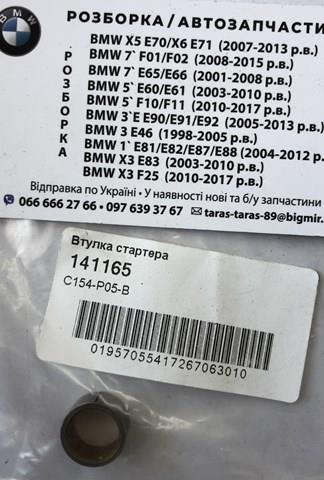 BMW
РОЗБОРКА/АВТОЗАПЧАСТИ
РОЗБОРКА
BMW X5 E70/X6 E71 (2007-2013 р.в.)
BMW 7` F01/F02 (2008-2015 р.в.)
BMW 7` E65/E66 (2001-2008 р.в.)
BMW 5` E60/E61 (2003-2010 р.в.)
BMW 5` F10/F11 (2010-2017 р.в.)
BMW 3`E E90/E91/E92 (2005-2013 р.в.)
BMW 3 E46 (1998-2005 р.в.)
BMW 1` E81/E82/E87/E88 (2004-2012 р.
BMW X3 E83 (2003-2010 р.в.)
BMW X3 F25 (2010-2017 р.в.)
Відправка по Україні • У наявності нові та б/у запчастини
066 666 27 66 • 097 639 37 67 taras-taras-89@bigmir.
Втулка стартера
141165
C154-P05-B
01957055417267063010